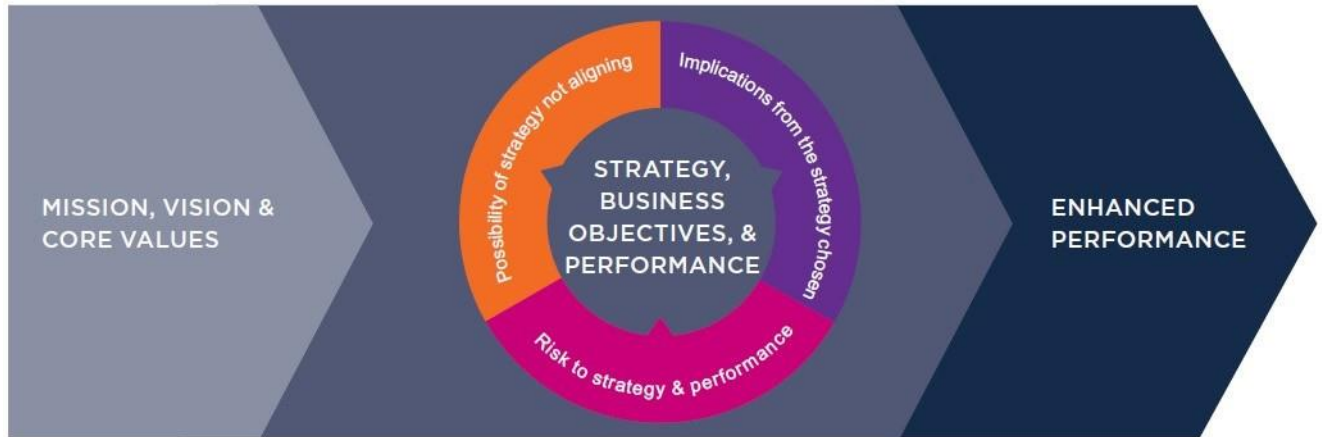 MISSION, VISION &
CORE VALUES
Possibility of strategy not aligning
Implications from the strategy chosen
STRATEGY,
BUSINESS
OBJECTIVES, &
PERFORMANCE
Risk to strategy & performance
ENHANCED
PERFORMANCE